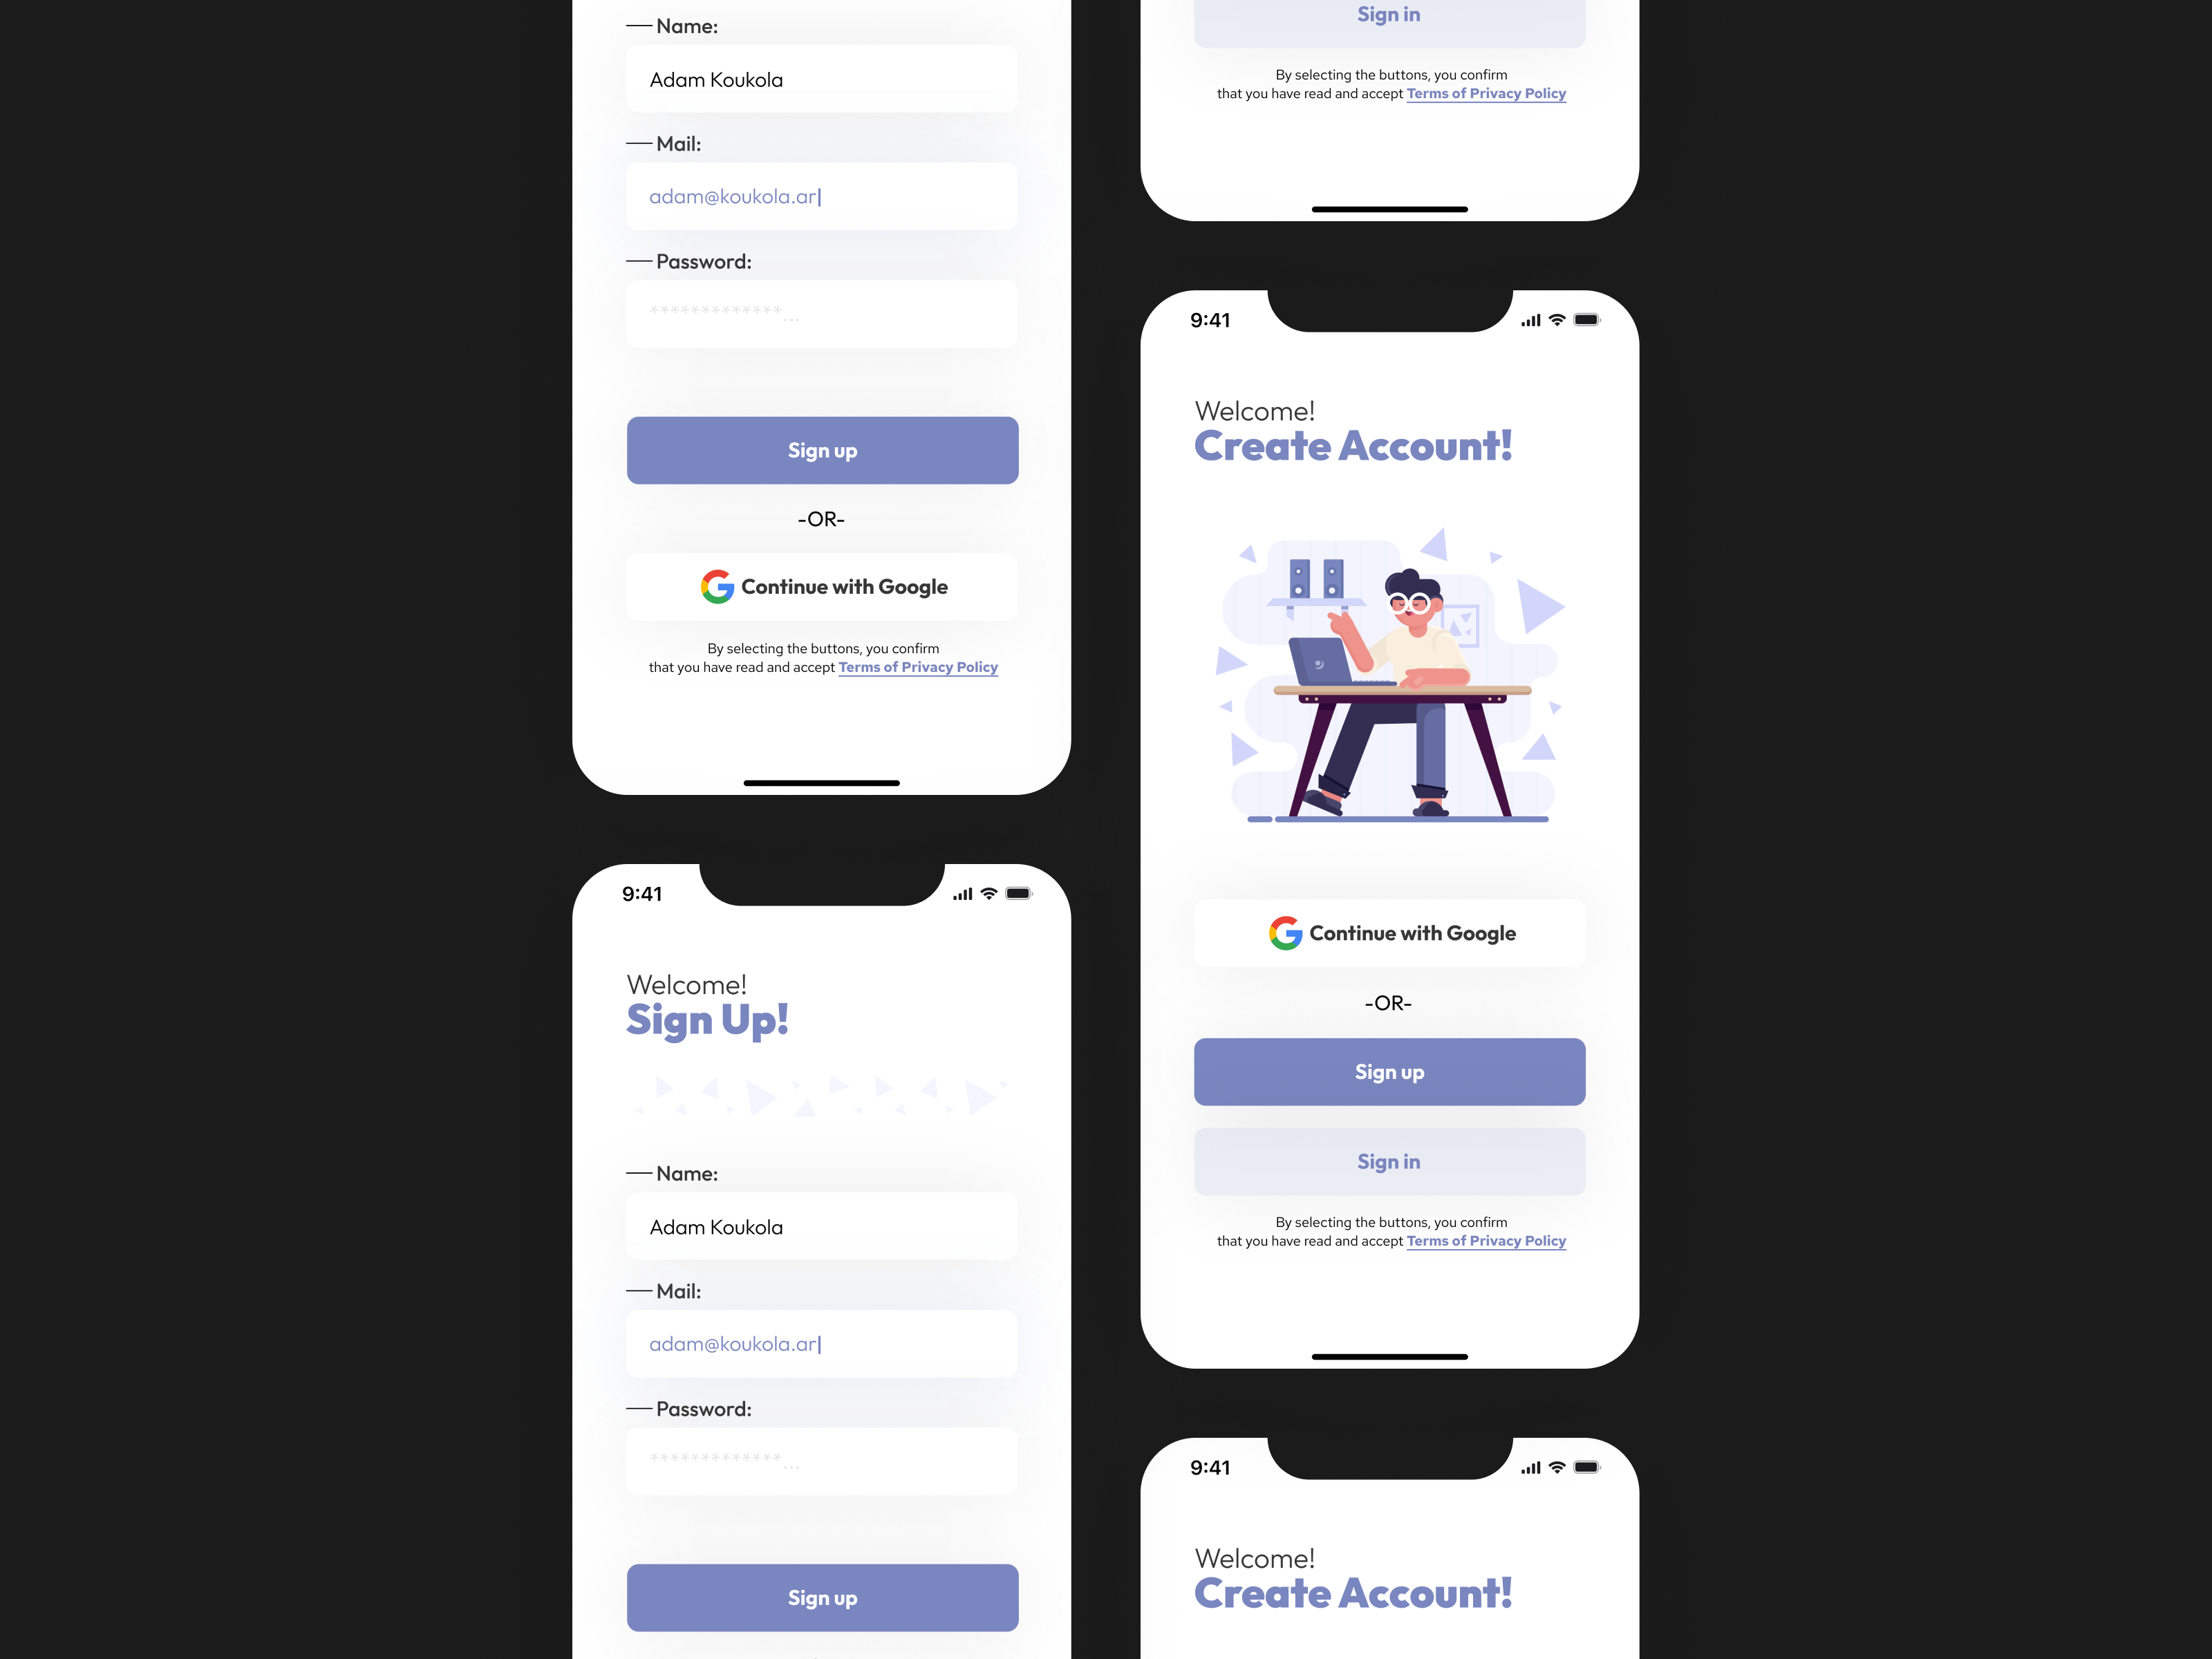 Name:
Adam Koukola
Mail:
adam@koukola.ar
Password:
*************...
Sign up
-OR-
Continue with Google
By selecting the buttons, you confirm
that you have read and accept Terms of Privacy Policy
9:41
Welcome!
Sign Up!
Name:
Adam Koukola
Mail:
adam@koukola.ar
Password:
*************...
Sign up
Sign in
By selecting the buttons, you confirm
that you have read and accept Terms of Privacy Policy
9:41
Welcome!
Create Account!
Continue with Google
-OR-
Sign up
Sign in
By selecting the buttons, you confirm
that you have read and accept Terms of Privacy Policy
9:41
Welcome!
Create Account!